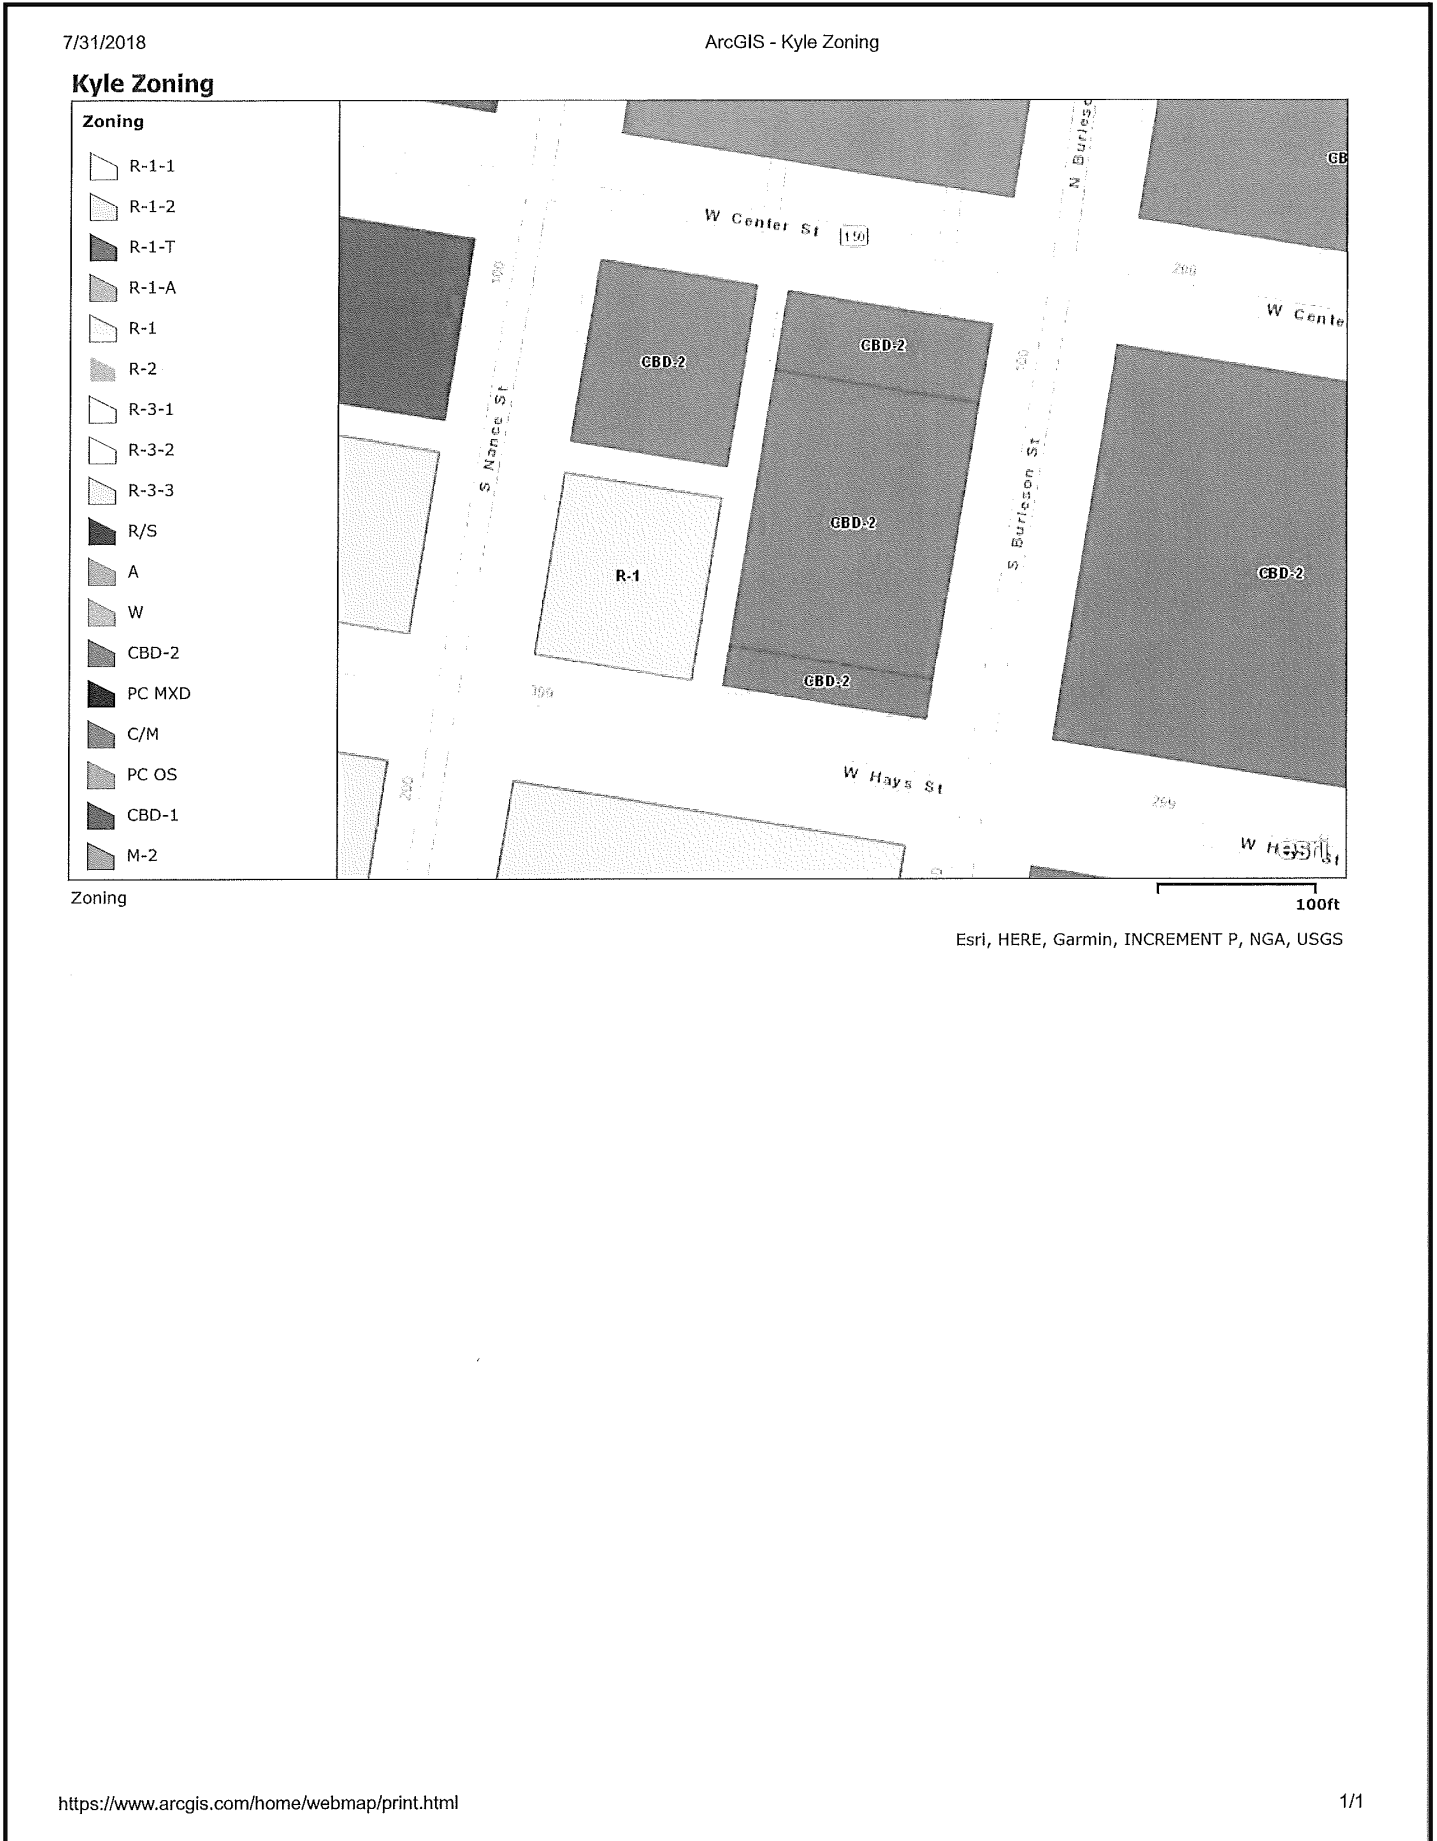 7/31/2018
ArcGIS - Kyle Zoning
Kyle Zoning
Zoning
R-1-1
R-1-2
R-1-T
R-1-A
R-1
R-2
R-3-1
R-3-2
R-3-3
R/S
A
W
CBD-2
PC MXD
C/M
PC OS
CBD-1
M-2
N Burlesc
CB
W Center St
150
100
200
W Cente
CBD-2
CBD-2
100
S Nance St
S Burleson St
CBD-2
R-1
CBD-2
CBD-2
W Hays St
200
W Hays St
esri
Zoning
100ft
Esri, HERE, Garmin, INCREMENT P, NGA, USGS
https://www.arcgis.com/home/webmap/print.html
1/1